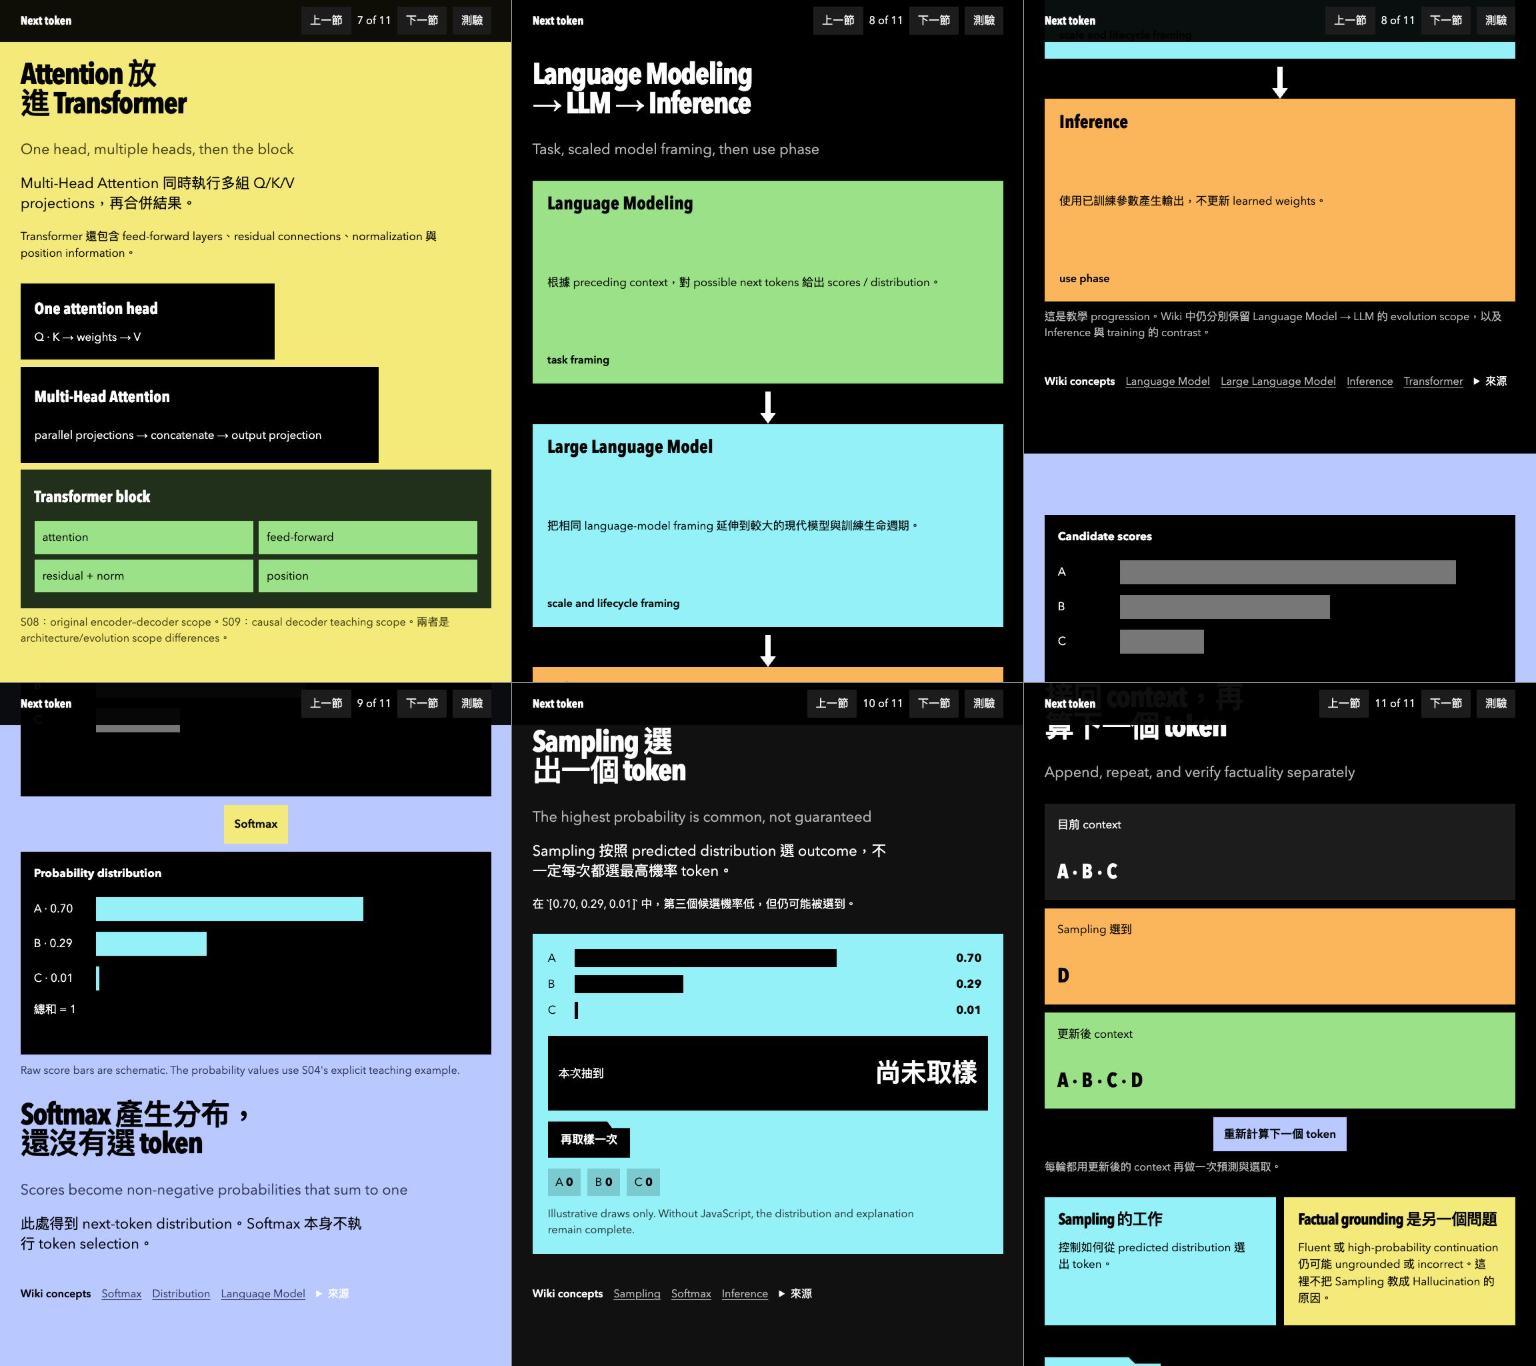 Next token
上一節
7 of 11
下一節
測驗
Attention 放
進 Transformer
One head, multiple heads, then the block
Multi-Head Attention 同時執行多組 Q/K/V
projections，再合併結果。
Transformer 還包含 feed-forward layers、residual connections、normalization 與
position information。
One attention head
Q · K → weights → V
Multi-Head Attention
parallel projections → concatenate → output projection
Transformer block
attention
feed-forward
residual + norm
position
S08：original encoder–decoder scope。S09：causal decoder teaching scope。兩者是
architecture/evolution scope differences。
Next token
上一節
8 of 11
下一節
測驗
Language Modeling
→ LLM → Inference
Task, scaled model framing, then use phase
Language Modeling
根據 preceding context，對 possible next tokens 給出 scores / distribution。
task framing
Large Language Model
把相同 language-model framing 延伸到較大的現代模型與訓練生命週期。
scale and lifecycle framing
Next token
上一節
8 of 11
下一節
測驗
scale and lifecycle framing
Inference
使用已訓練參數產生輸出，不更新 learned weights。
use phase
這是教學 progression。Wiki 中仍分別保留 Language Model → LLM 的 evolution scope，以及
Inference 與 training 的 contrast。
Wiki concepts Language Model Large Language Model Inference Transformer ▶ 來源
Candidate scores
A
B
C
Next token
上一節
9 of 11
下一節
測驗
B
C
Softmax
Probability distribution
A · 0.70
B · 0.29
C · 0.01
總和 = 1
Raw score bars are schematic. The probability values use S04's explicit teaching example.
Softmax 產生分布，
還沒有選 token
Scores become non-negative probabilities that sum to one
此處得到 next-token distribution。Softmax 本身不執
行 token selection。
Wiki concepts Softmax Distribution Language Model ▶ 來源
Next token
上一節
10 of 11
下一節
測驗
Sampling 選
出一個 token
The highest probability is common, not guaranteed
Sampling 按照 predicted distribution 選 outcome，不
一定每次都選最高機率 token。
在 `[0.70, 0.29, 0.01]` 中，第三個候選機率低，但仍可能被選到。
A 0.70
B 0.29
C 0.01
本次抽到 尚未取樣
再取樣一次
A 0 B 0 C 0
Illustrative draws only. Without JavaScript, the distribution and explanation
remain complete.
Wiki concepts Sampling Softmax Inference ▶ 來源
Next token
上一節
11 of 11
下一節
測驗
接回 context，再
算下一個 token
Append, repeat, and verify factuality separately
目前 context
A · B · C
Sampling 選到
D
更新後 context
A · B · C · D
重新計算下一個 token
每輪都用更新後的 context 再做一次預測與選取。
Sampling 的工作
控制如何從 predicted distribution 選
出 token。
Factual grounding 是另一個問題
Fluent 或 high-probability continuation
仍可能 ungrounded 或 incorrect。這
裡不把 Sampling 教成 Hallucination 的
原因。